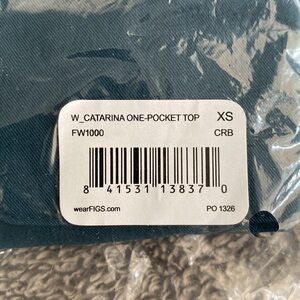 W_CATARINA ONE-POCKET TOP XS
FW1000 CRB
8 41531 13837 0
wearFIGS.com PO 1326